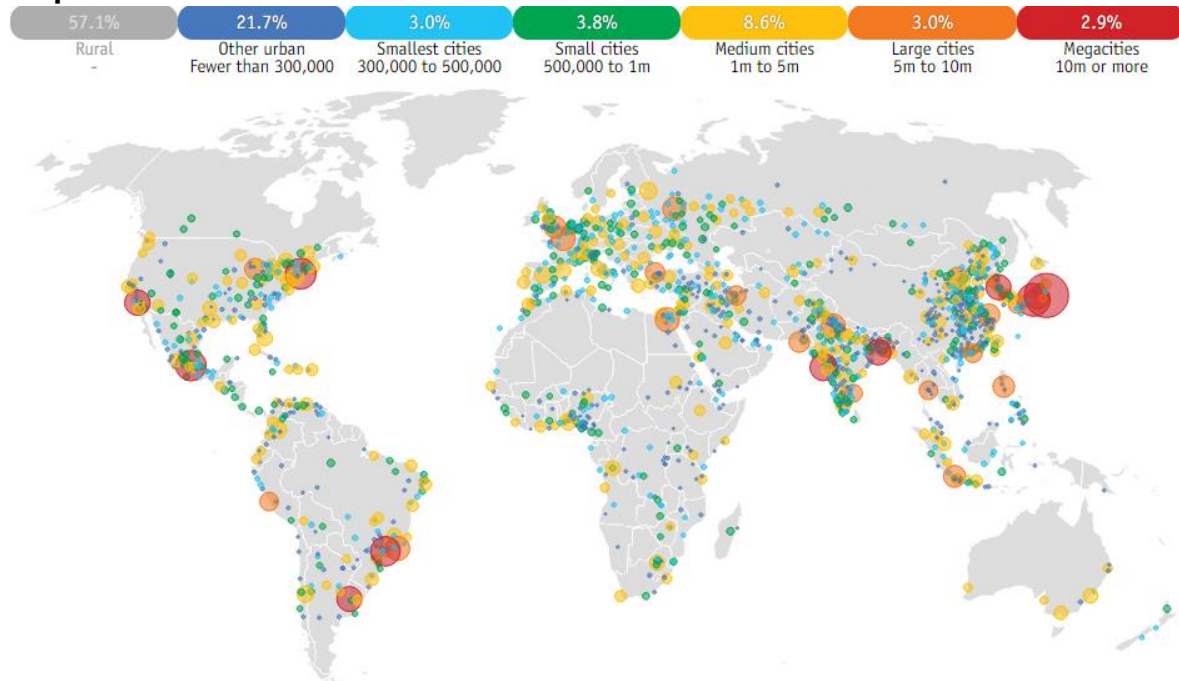 57.1% 21.7% 3.0% 3.8% 8.6% 3.0% 2.9%
Rural Other urban Smallest cities Small cities Medium cities Large cities Megacities
- Fewer than 300,000 300,000 to 500,000 500,000 to 1m 1m to 5m 5m to 10m 10m or more